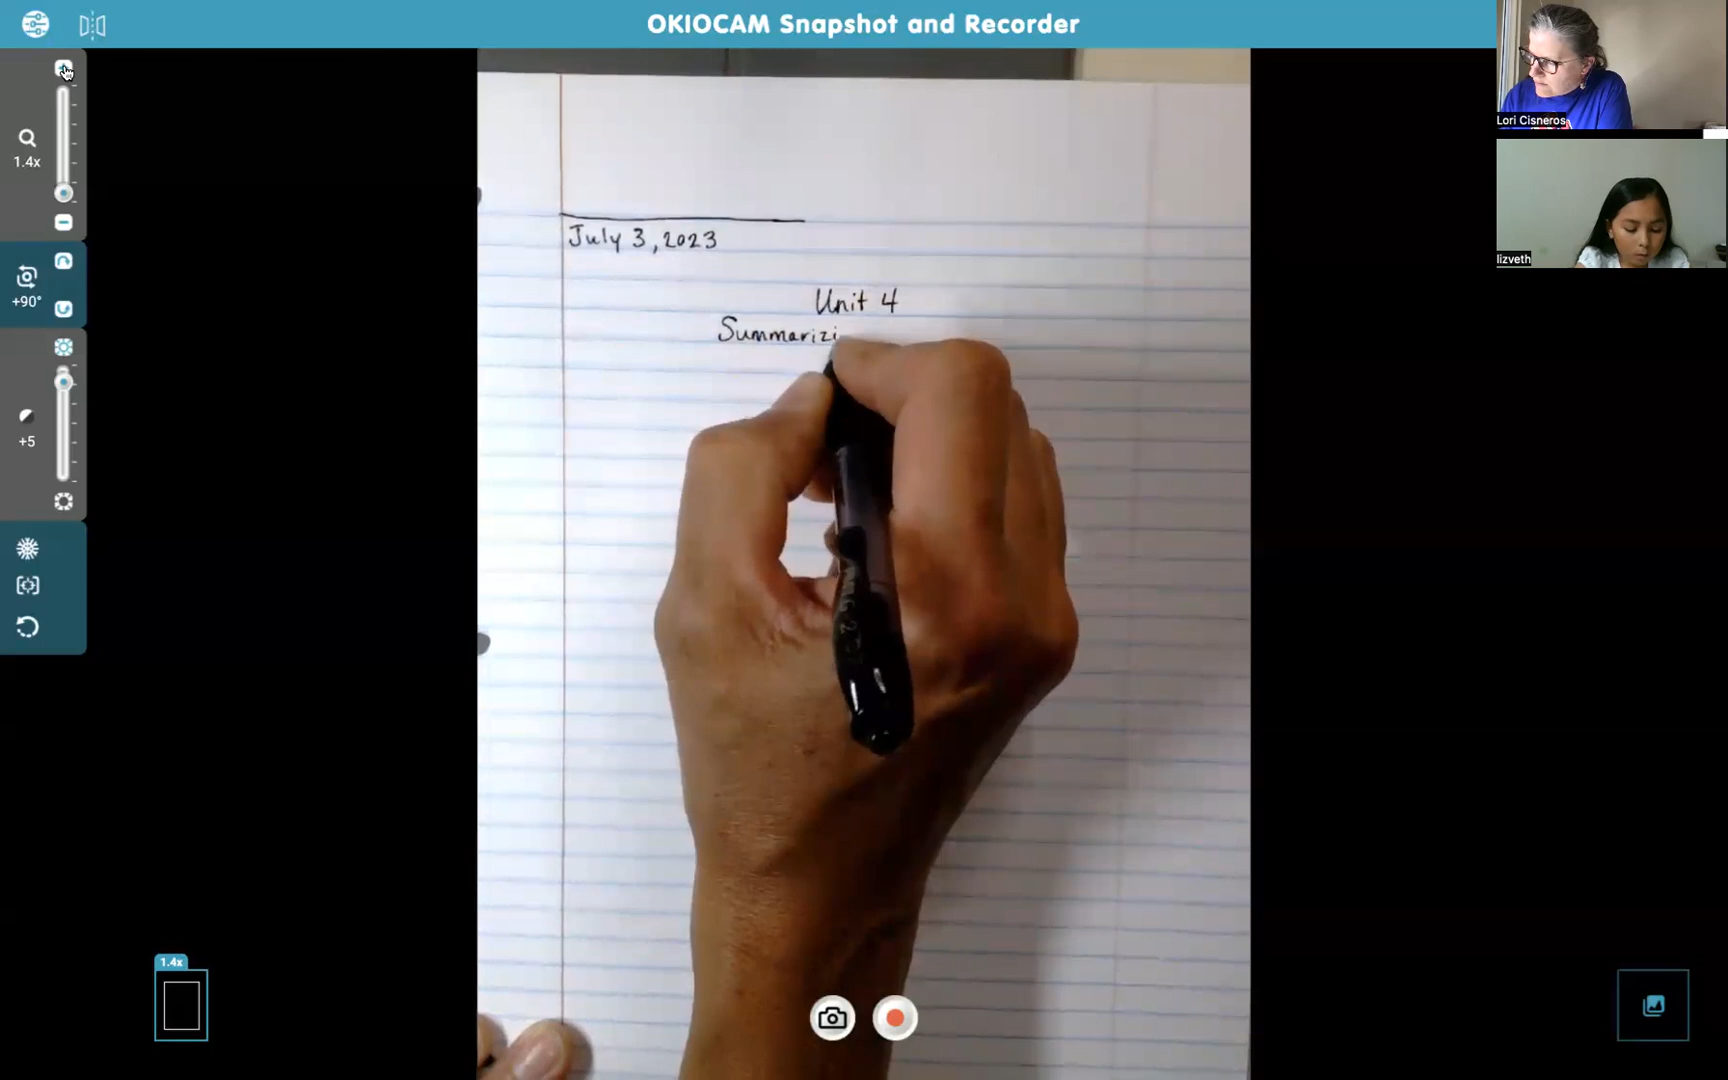 OKIOCAM Snapshot and Recorder
1.4x
+90°
+5
1.4x
July 3, 2023
Unit 4
Summarizi
Lori Cisneros
lizveth